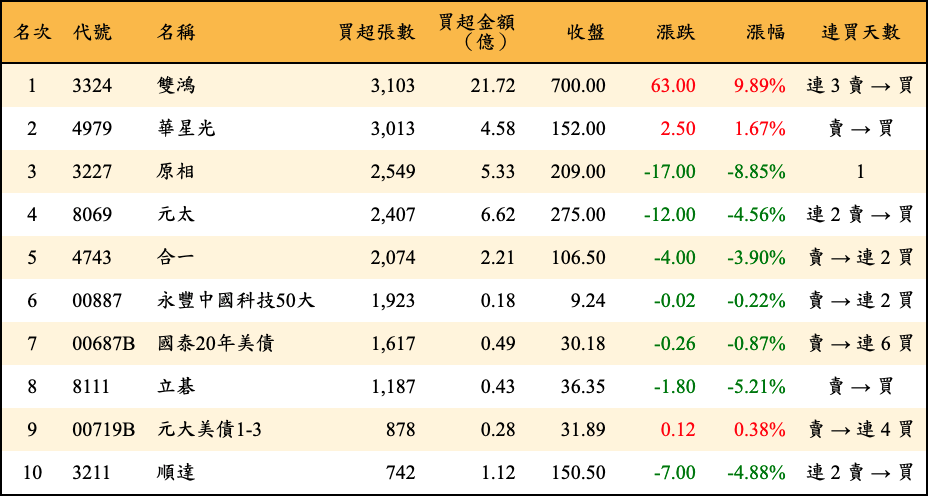 名次 代號 名稱 買超張數 買超金額（億） 收盤 漲跌 漲幅 連買天數
1 3324 雙鴻 3,103 21.72 700.00 63.00 9.89% 連 3 賣 → 買
2 4979 華星光 3,013 4.58 152.00 2.50 1.67% 賣 → 買
3 3227 原相 2,549 5.33 209.00 -17.00 -8.85% 1
4 8069 元太 2,407 6.62 275.00 -12.00 -4.56% 連 2 賣 → 買
5 4743 合一 2,074 2.21 106.50 -4.00 -3.90% 賣 → 連 2 買
6 00887 永豐中國科技50大 1,923 0.18 9.24 -0.02 -0.22% 賣 → 連 2 買
7 00687B 國泰20年美債 1,617 0.49 30.18 -0.26 -0.87% 賣 → 連 6 買
8 8111 立碁 1,187 0.43 36.35 -1.80 -5.21% 賣 → 買
9 00719B 元大美債1-3 878 0.28 31.89 0.12 0.38% 賣 → 連 4 買
10 3211 順達 742 1.12 150.50 -7.00 -4.88% 連 2 賣 → 買